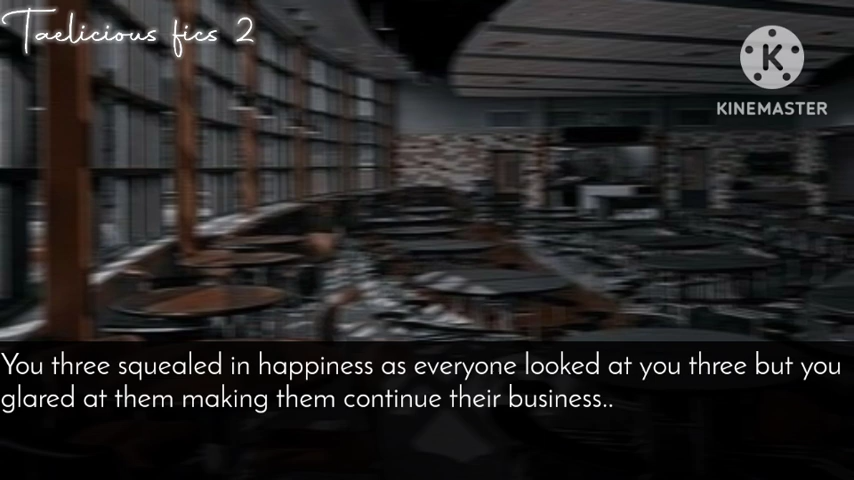 Taelicious fics 2
K
KINEMASTER
You three squealed in happiness as everyone looked at you three but you
glared at them making them continue their business..